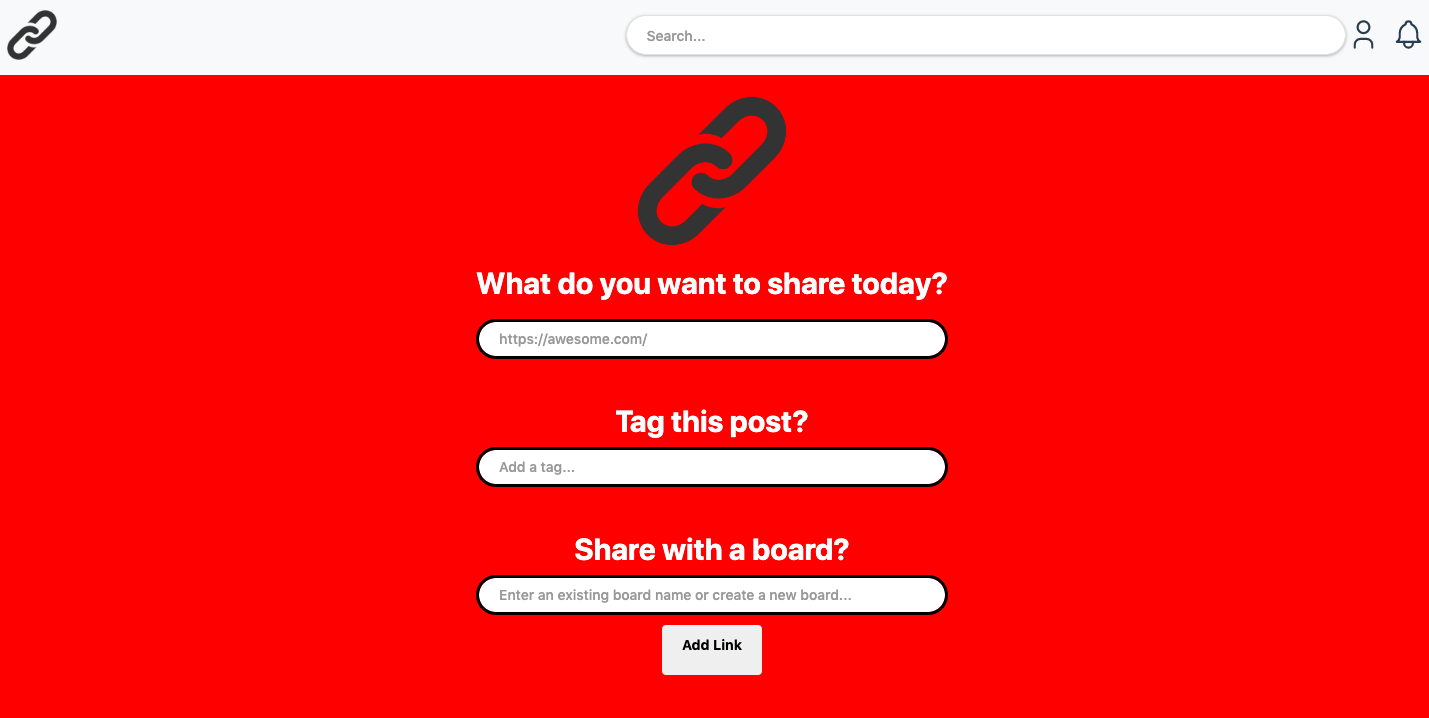 Search...
What do you want to share today?
https://awesome.com/
Tag this post?
Add a tag...
Share with a board?
Enter an existing board name or create a new board...
Add Link